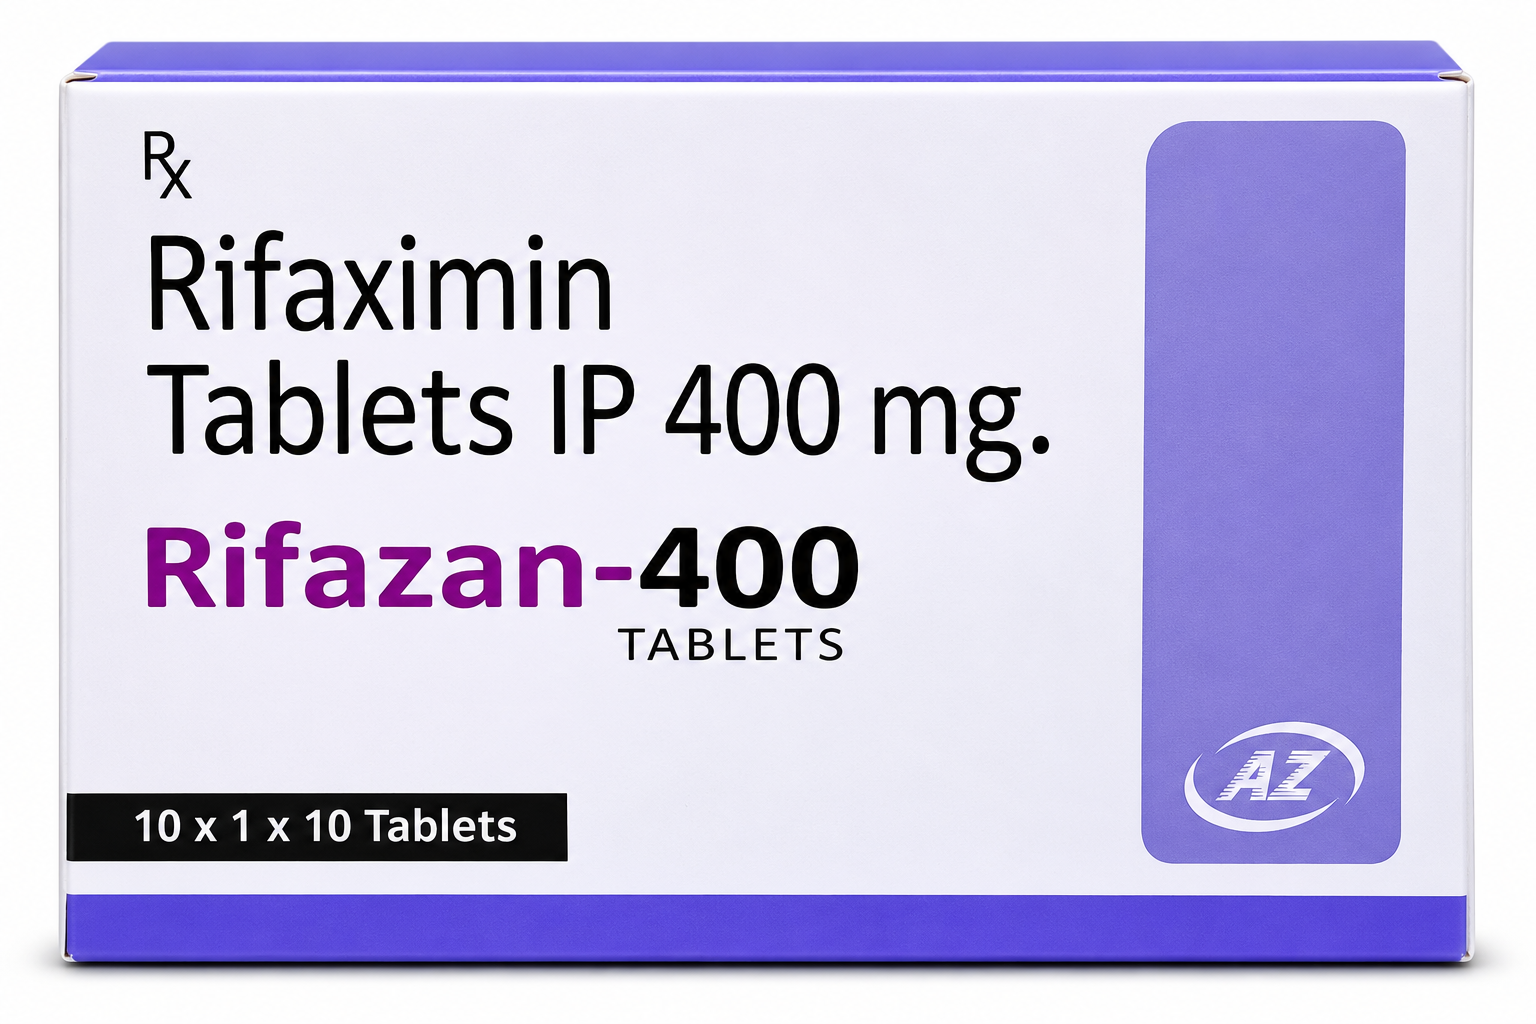 Rx
Rifaximin
Tablets IP 400 mg.
Rifazan-400
TABLETS
10 x 1 x 10 Tablets
AZ